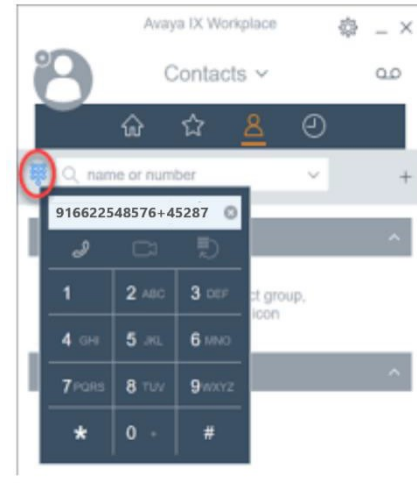 Avaya IX Workplace
Contacts
name or number
916622548576+45287
ct group,
icon
1
2 ABC
3 DEF
4 GHI
5 JKL
6 MNO
7 PQRS
8 TUV
9 WXYZ
*
0 +
#